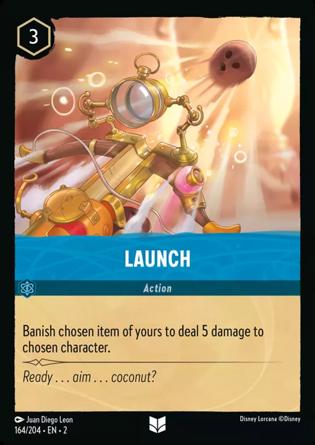 3
LAUNCH
Action
Banish chosen item of yours to deal 5 damage to
chosen character.
Ready . . . aim . . . coconut?
Juan Diego Leon
164/204 • EN • 2
Disney Lorcana ©Disney